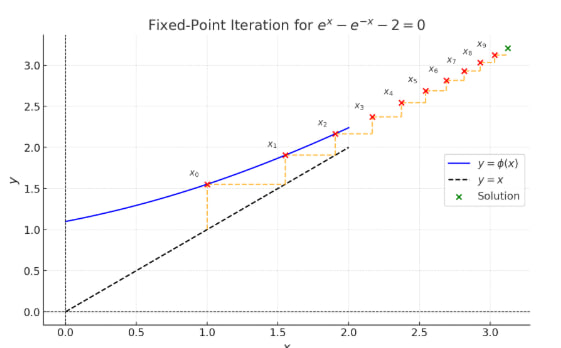 Fixed-Point Iteration for e^x − e^{−x} − 2 = 0
y
3.0
2.5
2.0
1.5
1.0
0.5
0.0
x₀
x₁
x₂
x₃
x₄
x₅
x₆
x₇
x₈
x₉
y = ϕ(x)
y = x
Solution
0.0 0.5 1.0 1.5 2.0 2.5 3.0
x